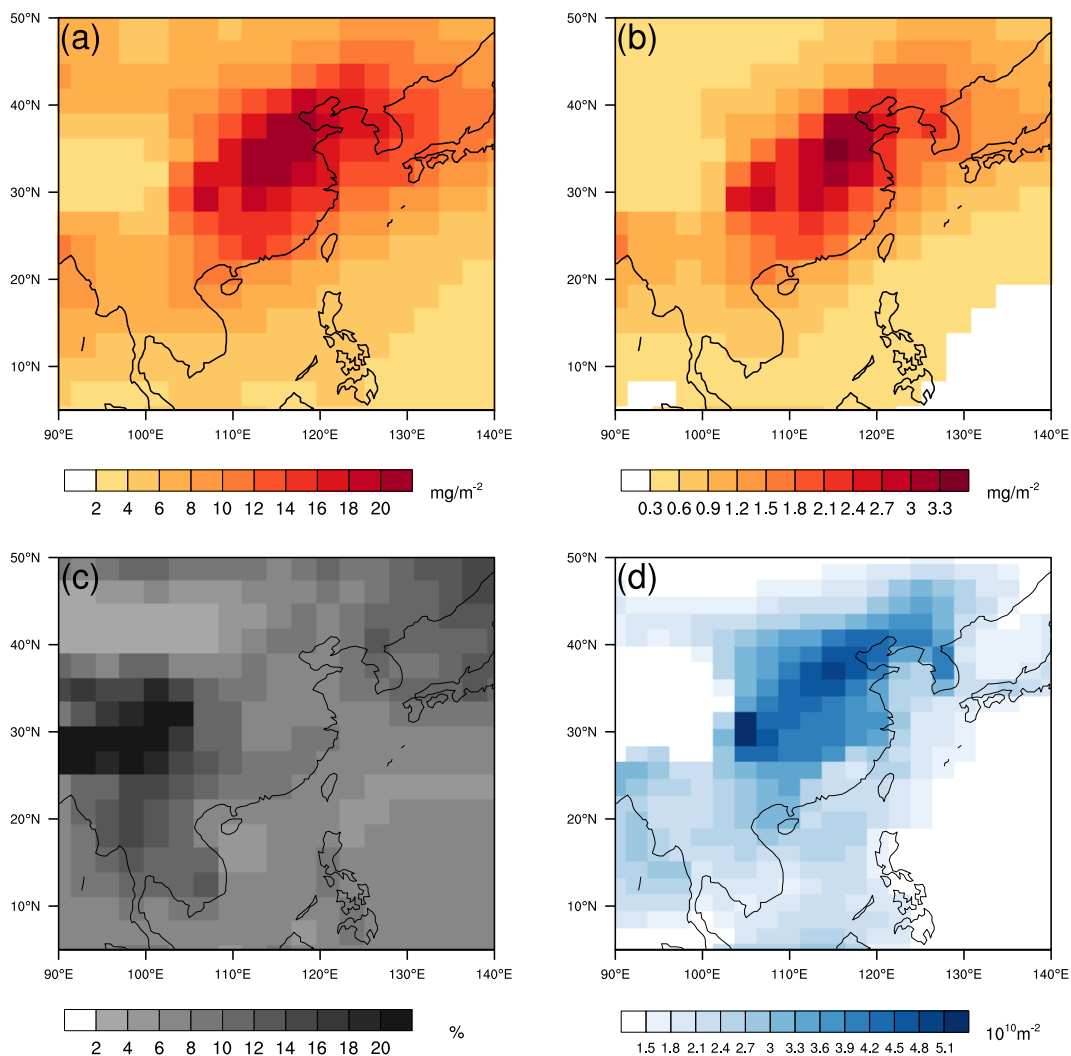 (a)
50°N
40°N
30°N
20°N
10°N
90°E 100°E 110°E 120°E 130°E 140°E
2 4 6 8 10 12 14 16 18 20 mg/m⁻²
(b)
50°N
40°N
30°N
20°N
10°N
90°E 100°E 110°E 120°E 130°E 140°E
0.3 0.6 0.9 1.2 1.5 1.8 2.1 2.4 2.7 3 3.3 mg/m⁻²
(c)
50°N
40°N
30°N
20°N
10°N
90°E 100°E 110°E 120°E 130°E 140°E
2 4 6 8 10 12 14 16 18 20 %
(d)
50°N
40°N
30°N
20°N
10°N
90°E 100°E 110°E 120°E 130°E 140°E
1.5 1.8 2.1 2.4 2.7 3 3.3 3.6 3.9 4.2 4.5 4.8 5.1 10¹⁰m⁻²